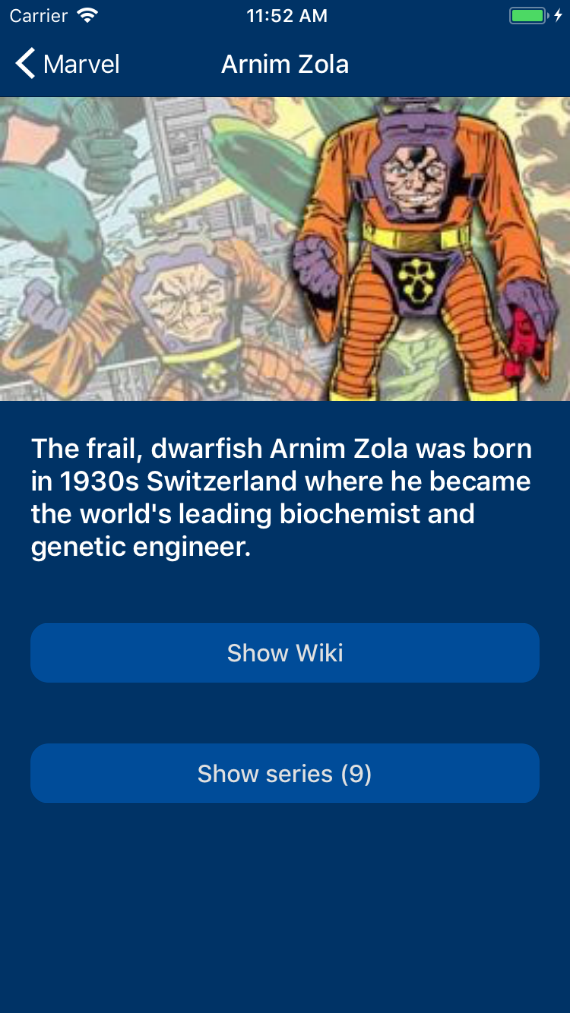 Carrier 11:52 AM
Marvel Arnim Zola
The frail, dwarfish Arnim Zola was born
in 1930s Switzerland where he became
the world's leading biochemist and
genetic engineer.
Show Wiki
Show series (9)